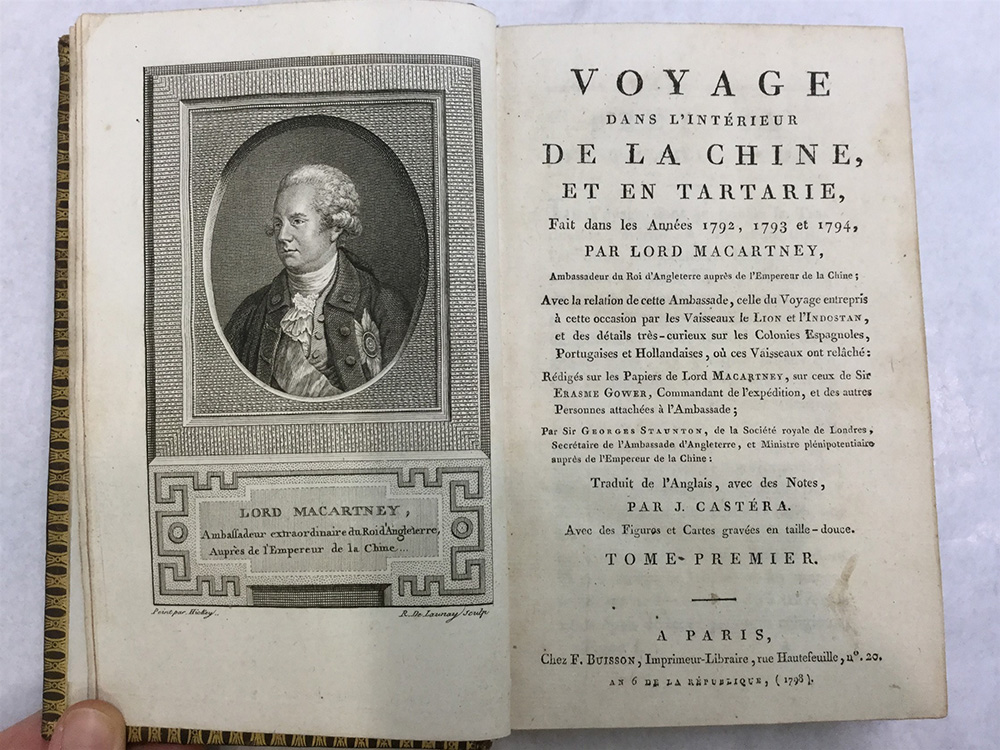 LORD MACARTNEY,
Ambassadeur extraordinaire du Roi d'Angleterre,
Auprès de l'Empereur de la Chine....
Peint par Hickey.
R. De Launay Sculp
VOYAGE
DANS L'INTÉRIEUR
DE LA CHINE,
ET EN TARTARIE,
Fait dans les Années 1792, 1793 et 1794,
PAR LORD MACARTNEY,
Ambassadeur du Roi d'Angleterre auprès de l'Empereur de la Chine;
Avec la relation de cette Ambassade, celle du Voyage entrepris
à cette occasion par les Vaisseaux le LION et l'INDOSTAN,
et des détails très-curieux sur les Colonies Espagnoles,
Portugaises et Hollandaises, où ces Vaisseaux ont relâché:
Rédigés sur les Papiers de Lord MACARTNEY, sur ceux de Sir
ERASME GOWER, Commandant de l'expédition, et des autres
Personnes attachées à l'Ambassade;
Par Sir GEORGES STAUNTON, de la Société royale de Londres,
Secrétaire de l'Ambassade d'Angleterre, et Ministre plénipotentiaire
auprès de l'Empereur de la Chine:
Traduit de l'Anglais, avec des Notes,
PAR J. CASTÉRA.
Avec des Figures et Cartes gravées en taille-douce.
TOME PREMIER.
A PARIS,
Chez F. BUISSON, Imprimeur-Libraire, rue Hautefeuille, n°. 20.
AN 6 DE LA RÉPUBLIQUE, (1798).